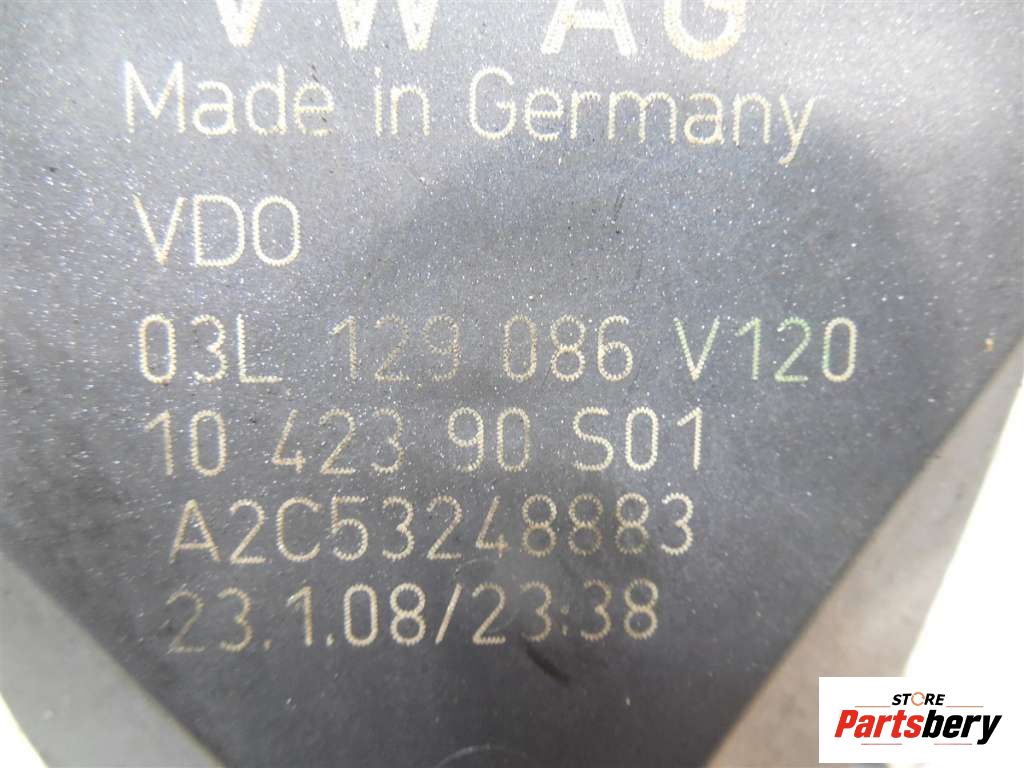 VW AG
Made in Germany
VDO
03L 129 086 V120
10 423 90 S01
A2C53248883
23.1.08/23:38
STORE
Partsbery